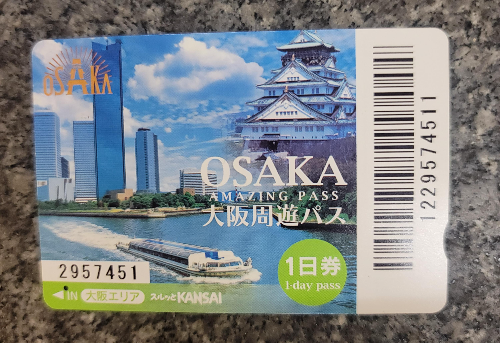 OSAKA
OSAKA
AMAZING PASS
大阪周遊パス
1日券
1-day pass
2957451
◀IN 大阪エリア スルッとKANSAI
1229574511